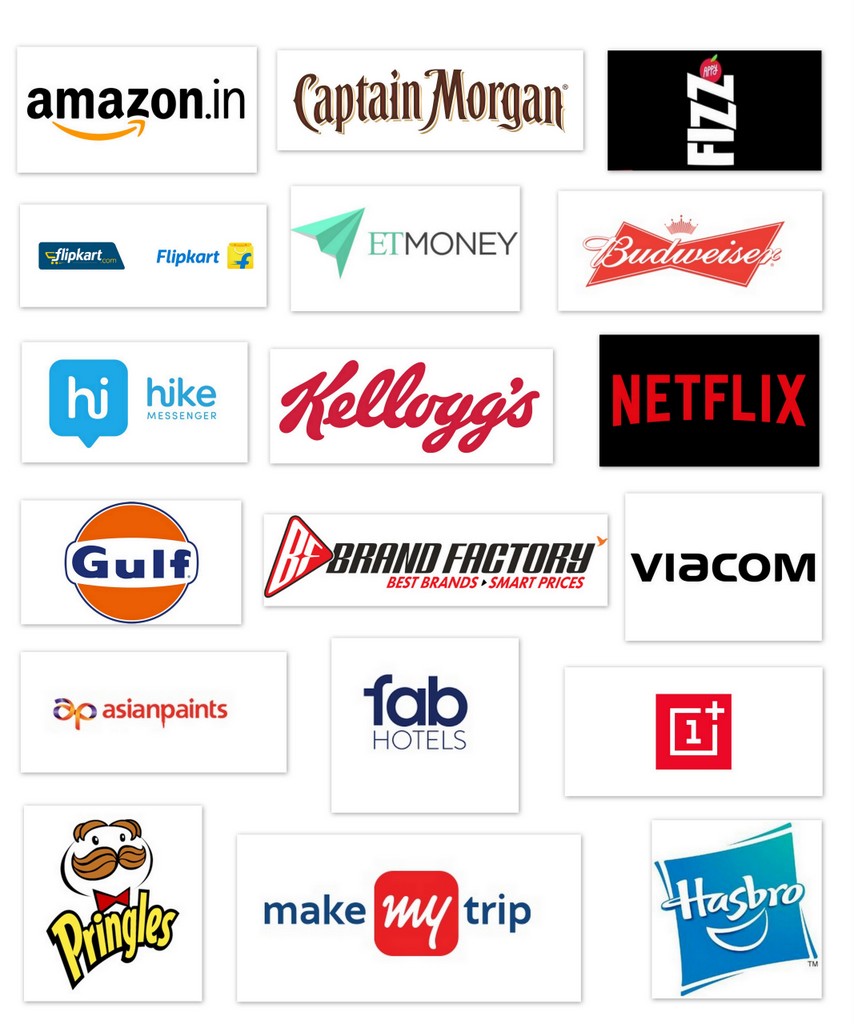 amazon.in
Captain Morgan®
APPY
FIZZ
flipkart.com
Flipkart
f
ETMONEY
Budweiser
hi
hike
MESSENGER
Kellogg's
NETFLIX
Gulf
BF
BRAND FACTORY
BEST BRANDS SMART PRICES
VIACOM
ap
asianpaints
fab
HOTELS
1+
Pringles
make my trip
Hasbro
TM